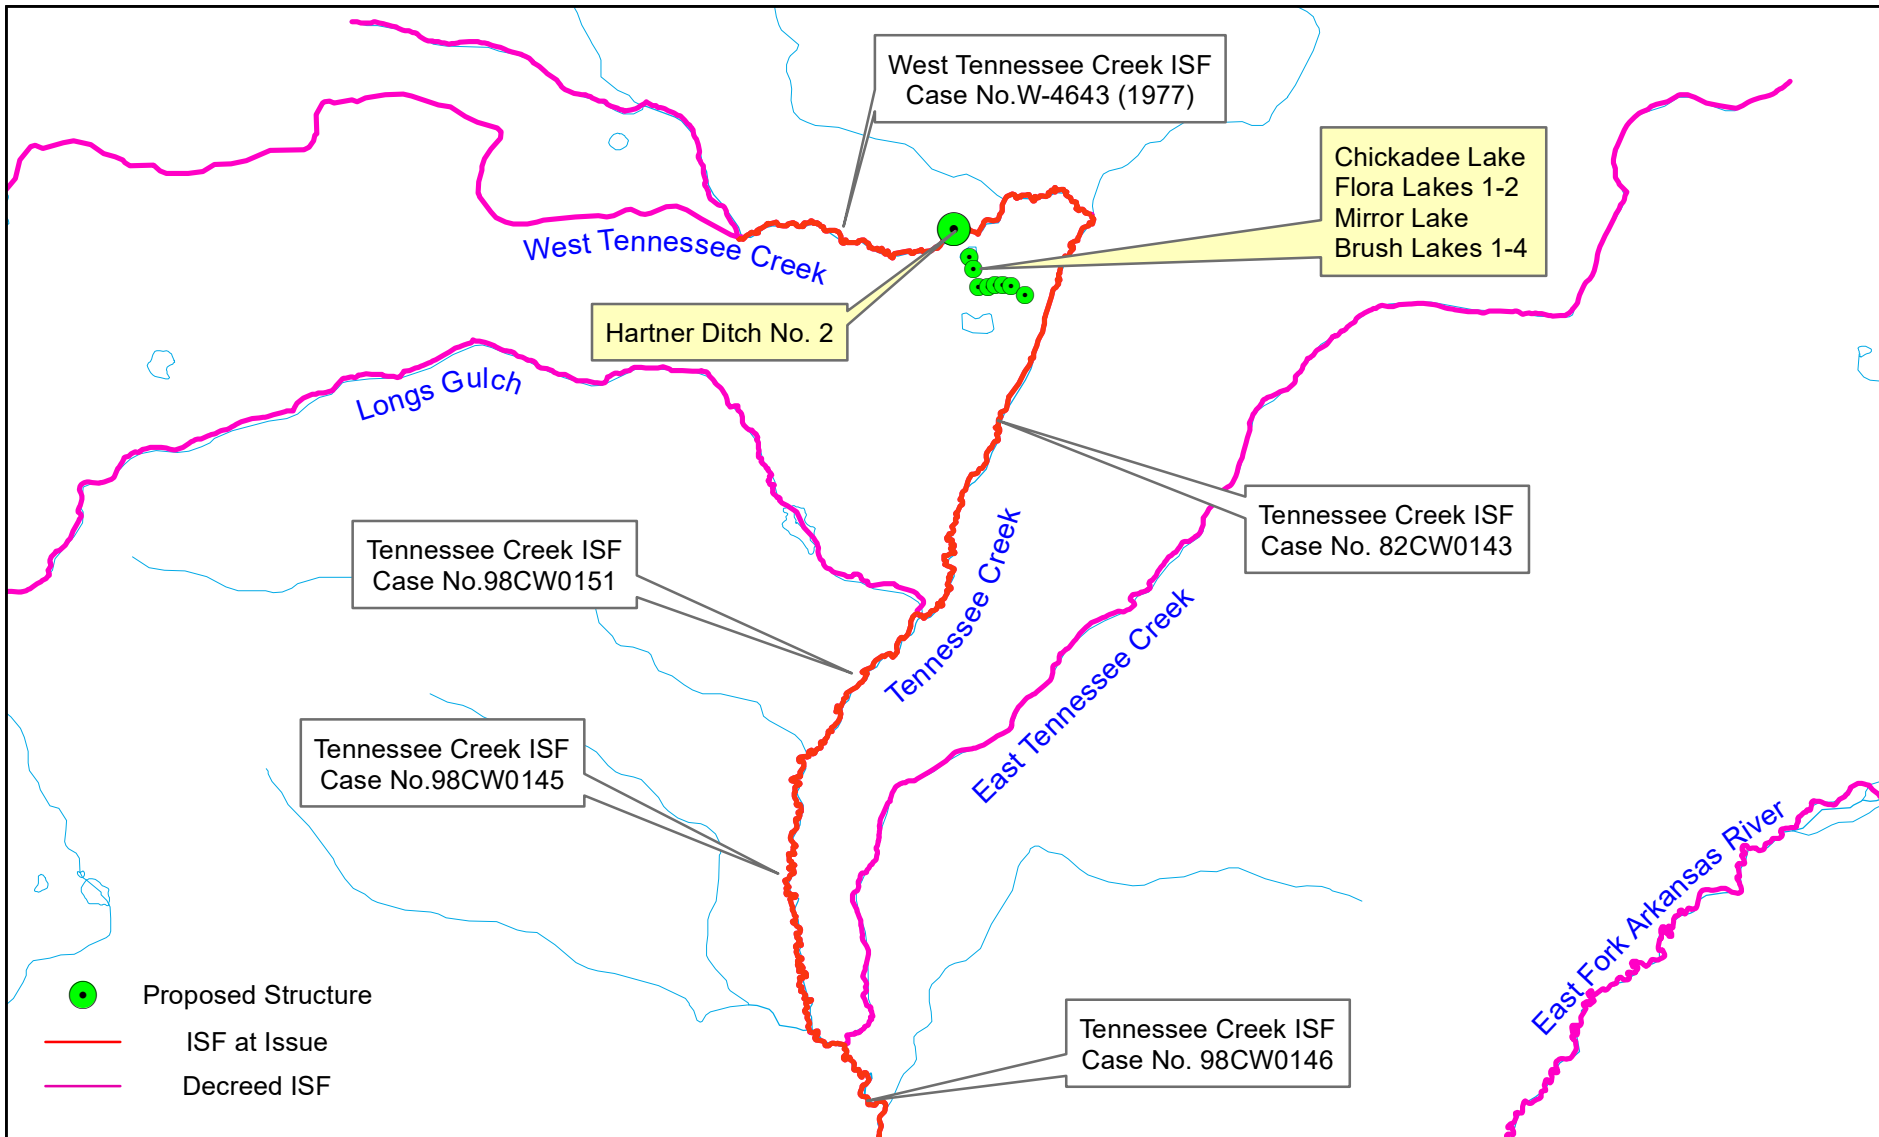 West Tennessee Creek ISF
Case No.W-4643 (1977)
Chickadee Lake
Flora Lakes 1-2
Mirror Lake
Brush Lakes 1-4
West Tennessee Creek
Hartner Ditch No. 2
Longs Gulch
Tennessee Creek ISF
Case No. 82CW0143
Tennessee Creek ISF
Case No.98CW0151
Tennessee Creek
East Tennessee Creek
Tennessee Creek ISF
Case No.98CW0145
East Fork Arkansas River
Proposed Structure
ISF at Issue
Decreed ISF
Tennessee Creek ISF
Case No. 98CW0146